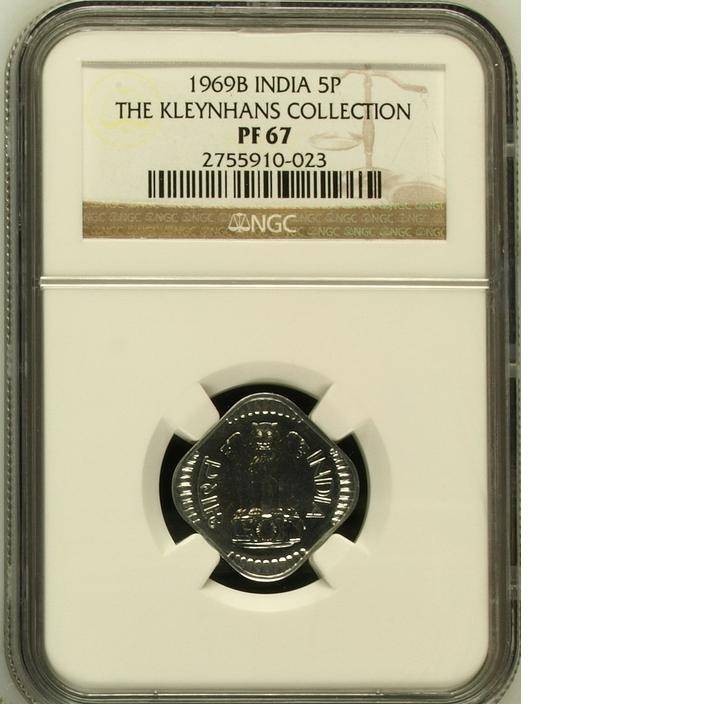 1969B INDIA 5P
THE KLEYNHANS COLLECTION
PF 67
2755910-023
NGC
भारत
INDIA